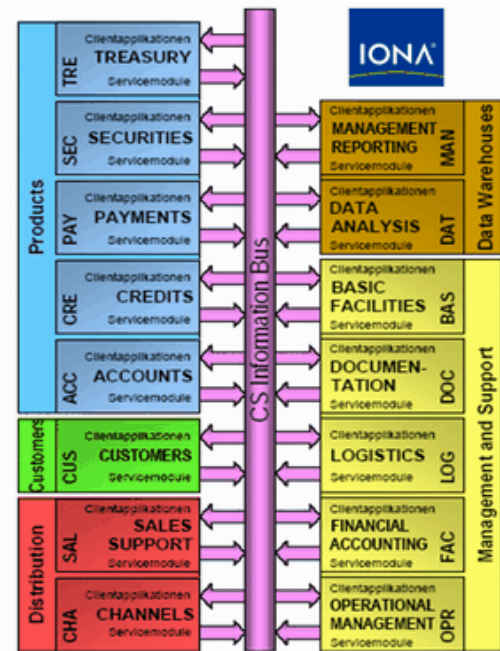 Products
TRE
Clientapplikationen
TREASURY
Servicemodule
SEC
Clientapplikationen
SECURITIES
Servicemodule
PAY
Clientapplikationen
PAYMENTS
Servicemodule
CRE
Clientapplikationen
CREDITS
Servicemodule
ACC
Clientapplikationen
ACCOUNTS
Servicemodule
Customers
CUS
Clientapplikationen
CUSTOMERS
Servicemodule
Distribution
SAL
Clientapplikationen
SALES
SUPPORT
Servicemodule
CHA
Clientapplikationen
CHANNELS
Servicemodule
CS Information Bus
IONA®
Clientapplikationen
MANAGEMENT
REPORTING
Servicemodule
MAN
Clientapplikationen
DATA
ANALYSIS
Servicemodule
DAT
Data Warehouses
Clientapplikationen
BASIC
FACILITIES
Servicemodule
BAS
Clientapplikationen
DOCUMEN-
TATION
Servicemodule
DOC
Clientapplikationen
LOGISTICS
Servicemodule
LOG
Clientapplikationen
FINANCIAL
ACCOUNTING
Servicemodule
FAC
Clientapplikationen
OPERATIONAL
MANAGEMENT
Servicemodule
OPR
Management and Support